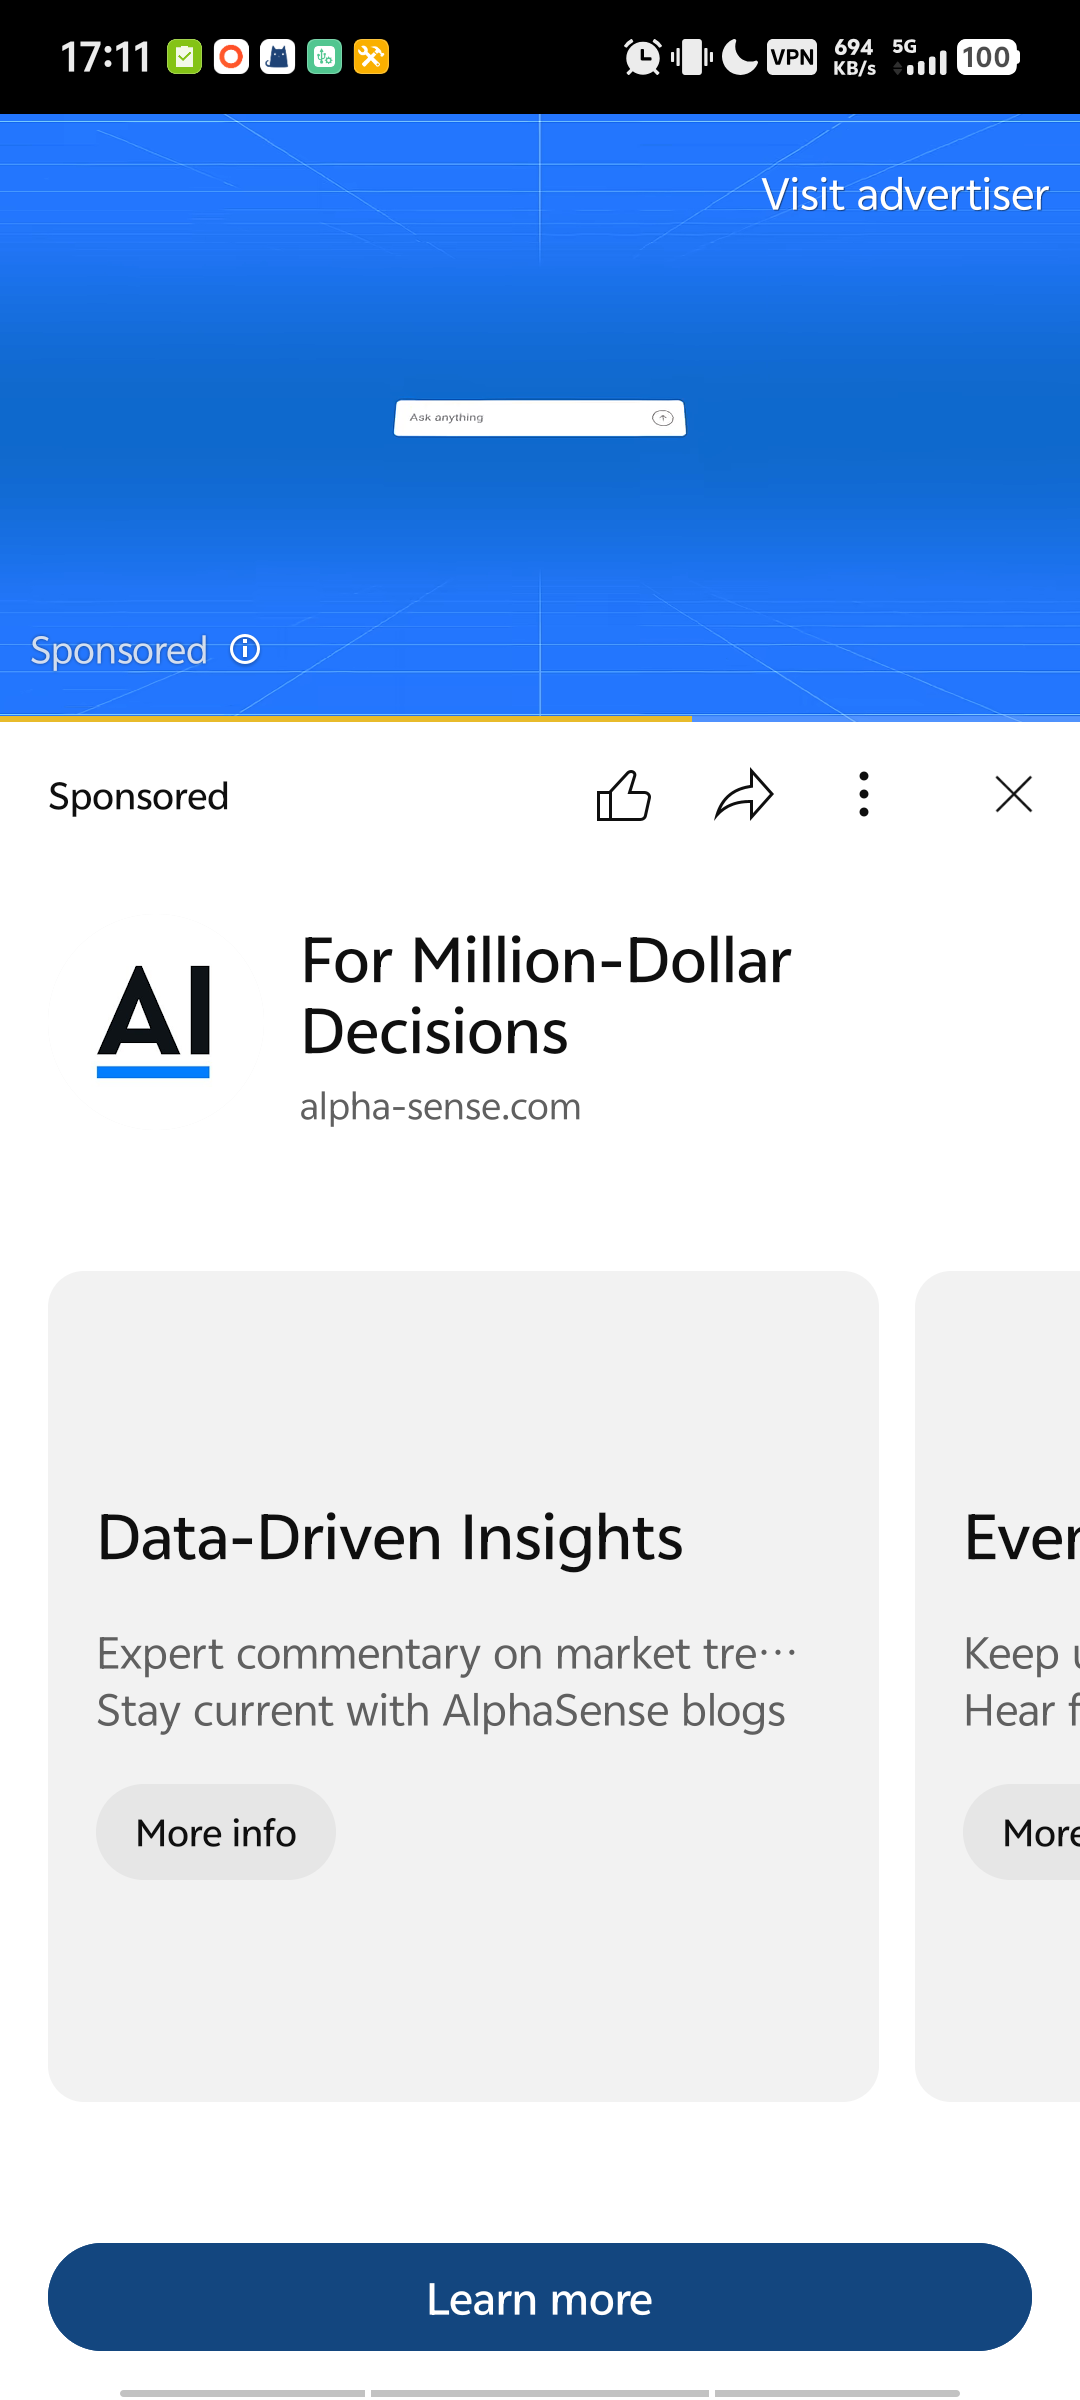 17:11
VPN 694 KB/s 5G 100
Visit advertiser
Ask anything
Sponsored
Sponsored
AI
For Million-Dollar
Decisions
alpha-sense.com
Data-Driven Insights
Expert commentary on market tre···
Stay current with AlphaSense blogs
More info
Ever
Keep
Hear f
More
Learn more